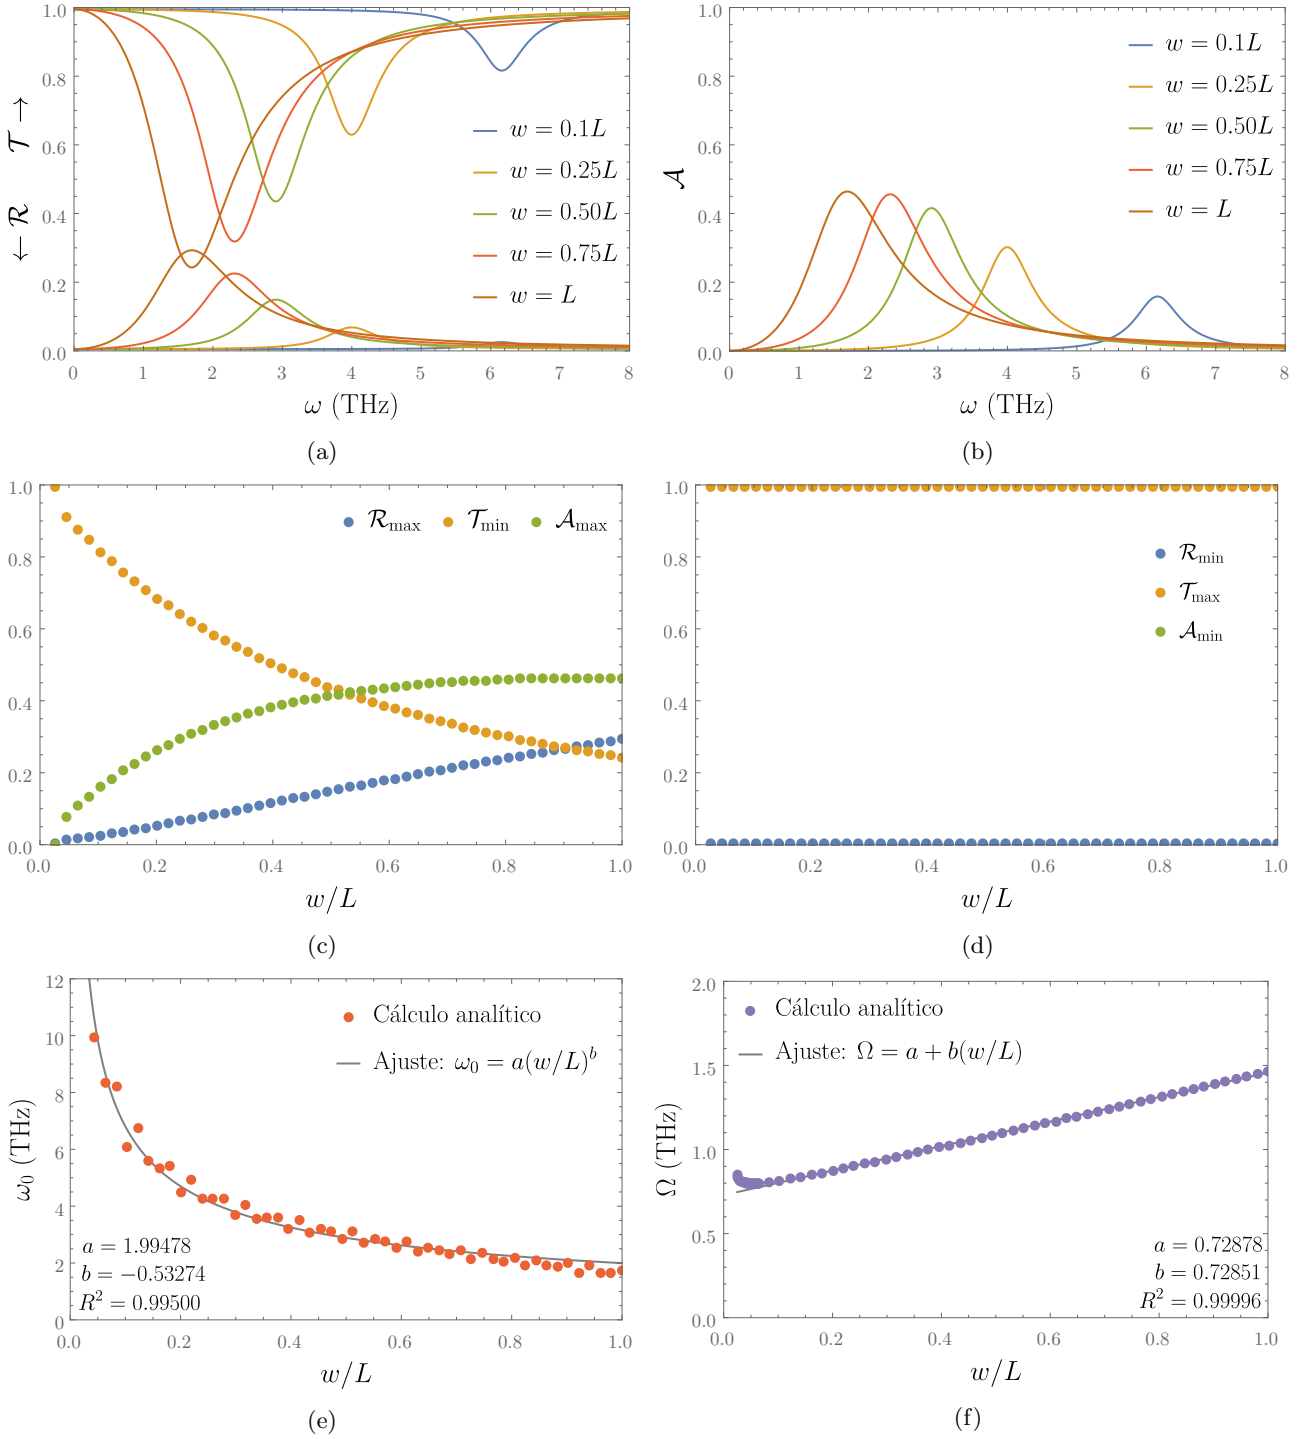 1.0
0.8
0.6
0.4
0.2
0.0
← R   T →
w = 0.1L
w = 0.25L
w = 0.50L
w = 0.75L
w = L
0 1 2 3 4 5 6 7 8
ω (THz)
(a)
1.0
0.8
0.6
0.4
0.2
0.0
A
w = 0.1L
w = 0.25L
w = 0.50L
w = 0.75L
w = L
0 1 2 3 4 5 6 7 8
ω (THz)
(b)
1.0
0.8
0.6
0.4
0.2
0.0
R_max T_min A_max
0.0 0.2 0.4 0.6 0.8 1.0
w/L
(c)
1.0
0.8
0.6
0.4
0.2
0.0
R_min
T_max
A_min
0.0 0.2 0.4 0.6 0.8 1.0
w/L
(d)
12
10
8
6
4
2
0
ω₀ (THz)
Cálculo analítico
Ajuste: ω₀ = a(w/L)^b
a = 1.99478
b = −0.53274
R² = 0.99500
0.0 0.2 0.4 0.6 0.8 1.0
w/L
(e)
2.0
1.5
1.0
0.5
0.0
Ω (THz)
Cálculo analítico
Ajuste: Ω = a + b(w/L)
a = 0.72878
b = 0.72851
R² = 0.99996
0.0 0.2 0.4 0.6 0.8 1.0
w/L
(f)